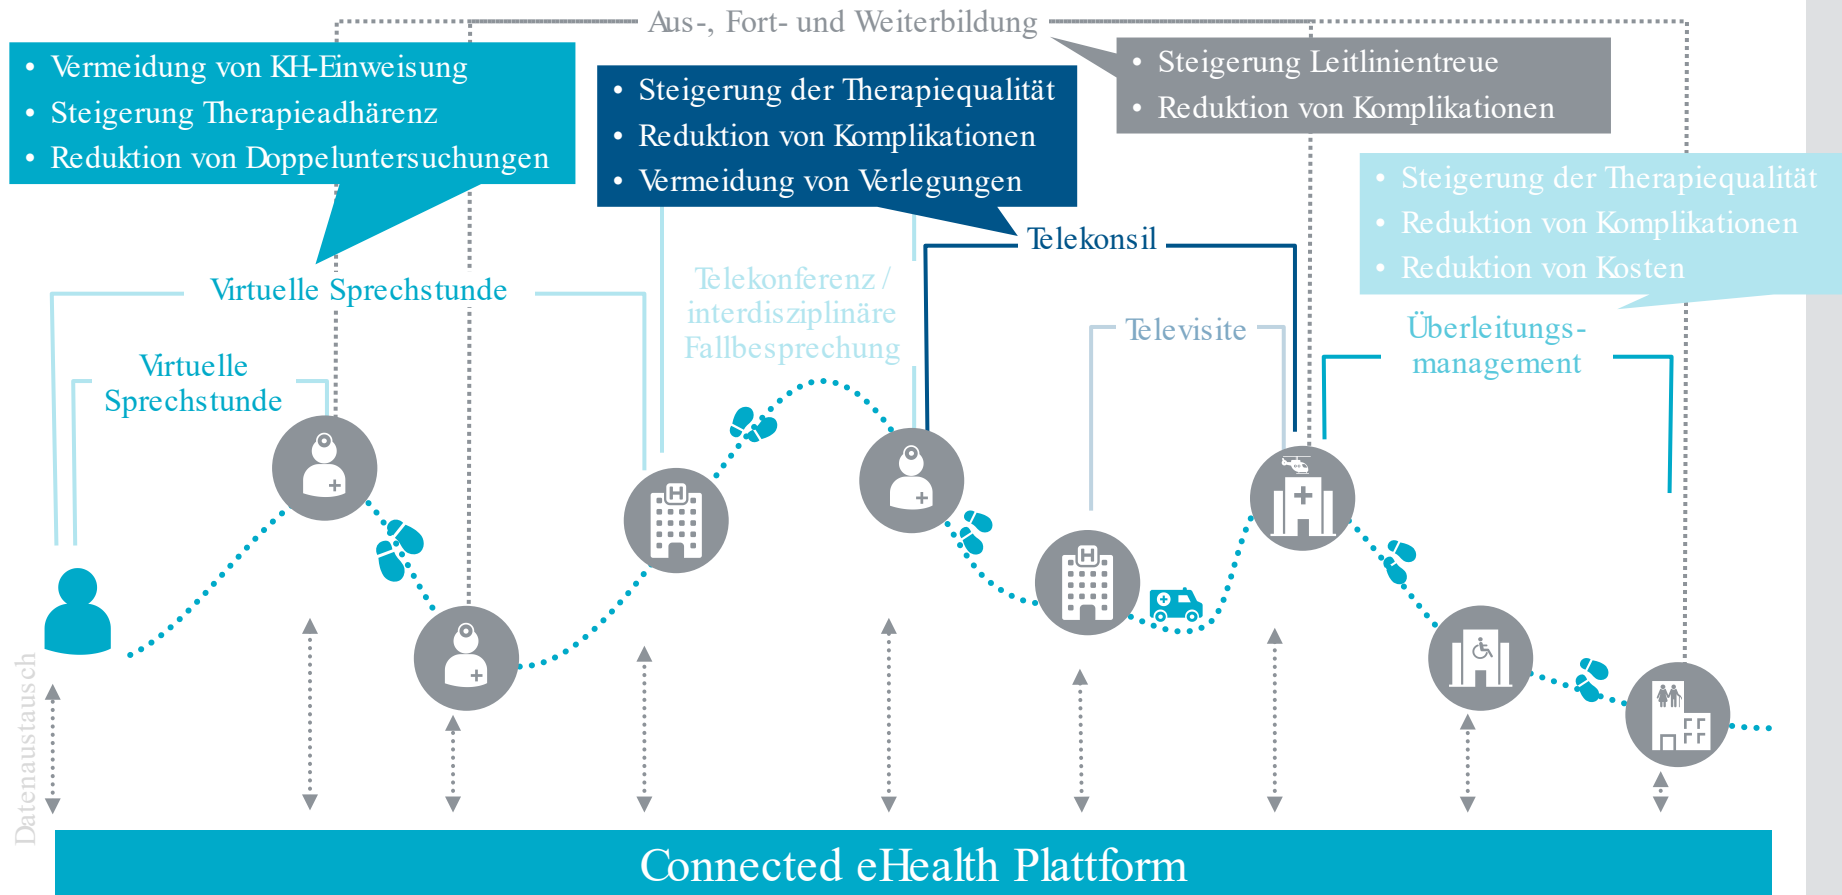 Aus-, Fort- und Weiterbildung
• Vermeidung von KH-Einweisung
• Steigerung Therapieadhärenz
• Reduktion von Doppeluntersuchungen
• Steigerung der Therapiequalität
• Reduktion von Komplikationen
• Vermeidung von Verlegungen
• Steigerung Leitlinientreue
• Reduktion von Komplikationen
• Steigerung der Therapiequalität
• Reduktion von Komplikationen
• Reduktion von Kosten
Virtuelle Sprechstunde
Virtuelle
Sprechstunde
Telekonferenz /
interdisziplinäre
Fallbesprechung
Telekonsil
Televisite
Überleitungs-
management
H
H
Datenaustausch
Connected eHealth Plattform